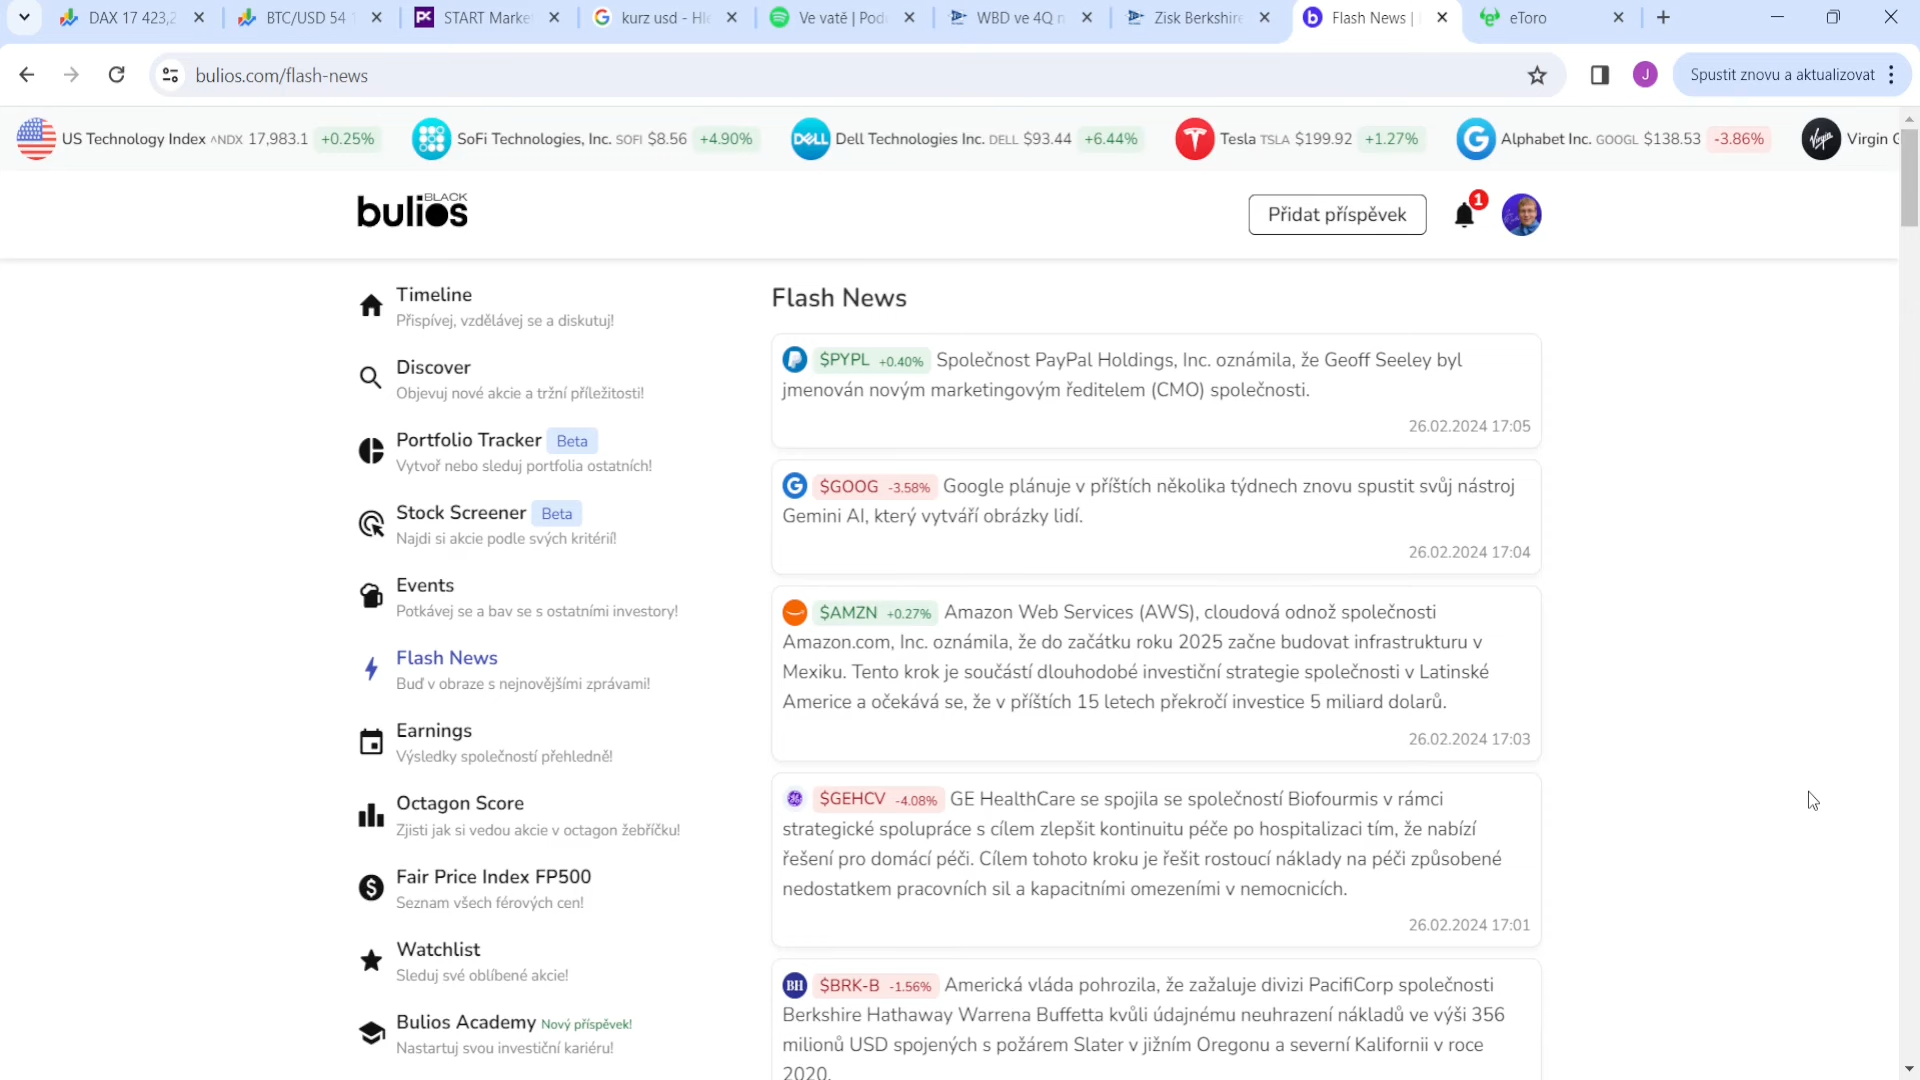 DAX 17 423,2
BTC/USD 54 1
START Marke
kurz usd - Hle
Ve vatě | Pod
WBD ve 4Q n
Zisk Berkshire
Flash News |
eToro
bulios.com/flash-news
J
Spustit znovu a aktualizovat
US Technology Index ^NDX 17,983.1 +0.25%
SoFi Technologies, Inc. SOFI $8.56 +4.90%
DELL Dell Technologies Inc. DELL $93.44 +6.44%
Tesla TSLA $199.92 +1.27%
Alphabet Inc. GOOGL $138.53 -3.86%
Virgin
bulios BLACK
Přidat příspěvek
1
Timeline
Přispívej, vzdělávej se a diskutuj!
Discover
Objevuj nové akcie a tržní příležitosti!
Portfolio Tracker Beta
Vytvoř nebo sleduj portfolia ostatních!
Stock Screener Beta
Najdi si akcie podle svých kritérií!
Events
Potkávej se a bav se s ostatními investory!
Flash News
Buď v obraze s nejnovějšími zprávami!
Earnings
Výsledky společností přehledně!
Octagon Score
Zjisti jak si vedou akcie v octagon žebříčku!
Fair Price Index FP500
Seznam všech férových cen!
Watchlist
Sleduj své oblíbené akcie!
Bulios Academy Nový příspěvek!
Nastartuj svou investiční kariéru!
Flash News
$PYPL +0.40% Společnost PayPal Holdings, Inc. oznámila, že Geoff Seeley byl
jmenován novým marketingovým ředitelem (CMO) společnosti.
26.02.2024 17:05
$GOOG -3.58% Google plánuje v příštích několika týdnech znovu spustit svůj nástroj
Gemini AI, který vytváří obrázky lidí.
26.02.2024 17:04
$AMZN +0.27% Amazon Web Services (AWS), cloudová odnož společnosti
Amazon.com, Inc. oznámila, že do začátku roku 2025 začne budovat infrastrukturu v
Mexiku. Tento krok je součástí dlouhodobé investiční strategie společnosti v Latinské
Americe a očekává se, že v příštích 15 letech překročí investice 5 miliard dolarů.
26.02.2024 17:03
$GEHCV -4.08% GE HealthCare se spojila se společností Biofourmis v rámci
strategické spolupráce s cílem zlepšit kontinuitu péče po hospitalizaci tím, že nabízí
řešení pro domácí péči. Cílem tohoto kroku je řešit rostoucí náklady na péči způsobené
nedostatkem pracovních sil a kapacitními omezeními v nemocnicích.
26.02.2024 17:01
BH $BRK-B -1.56% Americká vláda pohrozila, že zažaluje divizi PacifiCorp společnosti
Berkshire Hathaway Warrena Buffetta kvůli údajnému neuhrazení nákladů ve výši 356
milionů USD spojených s požárem Slater v jižním Oregonu a severní Kalifornii v roce
2020.